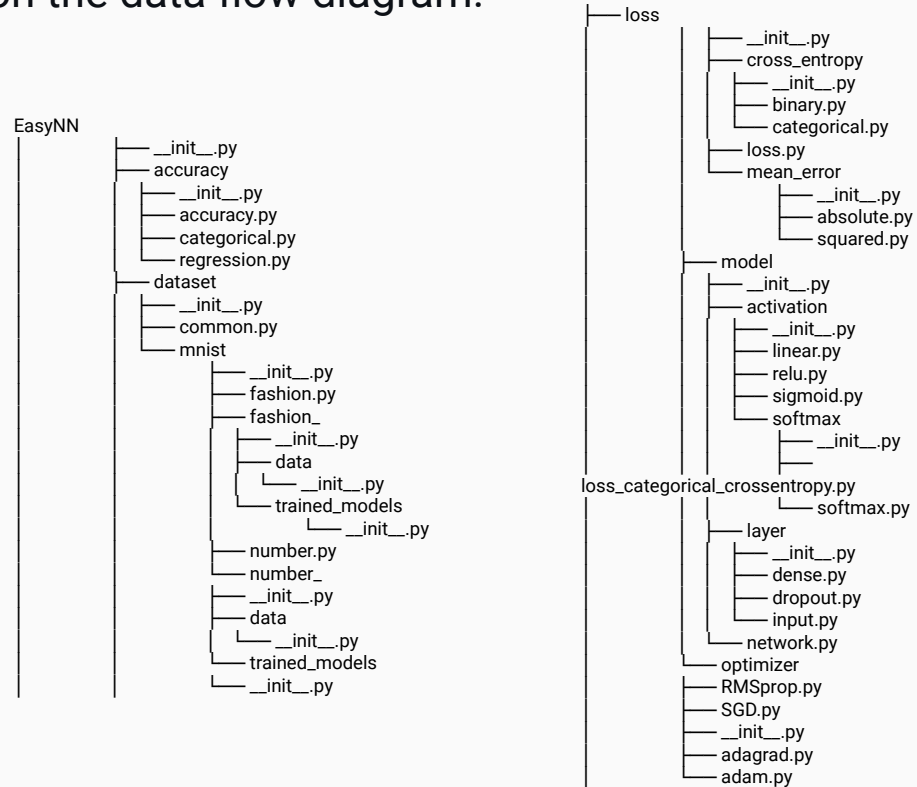 on the data flow diagram.
EasyNN
├── __init__.py
├── accuracy
├── __init__.py
├── accuracy.py
├── categorical.py
└── regression.py
├── dataset
├── __init__.py
├── common.py
└── mnist
├── __init__.py
├── fashion.py
├── fashion_
├── __init__.py
├── data
└── __init__.py
└── trained_models
└── __init__.py
├── number.py
└── number_
├── __init__.py
├── data
└── __init__.py
└── trained_models
└── __init__.py
├── loss
├── __init__.py
├── cross_entropy
├── __init__.py
├── binary.py
└── categorical.py
├── loss.py
└── mean_error
├── __init__.py
├── absolute.py
└── squared.py
├── model
├── __init__.py
├── activation
├── __init__.py
├── linear.py
├── relu.py
├── sigmoid.py
└── softmax
├── __init__.py
├──
loss_categorical_crossentropy.py
└── softmax.py
├── layer
├── __init__.py
├── dense.py
├── dropout.py
└── input.py
└── network.py
└── optimizer
├── RMSprop.py
├── SGD.py
├── __init__.py
├── adagrad.py
└── adam.py